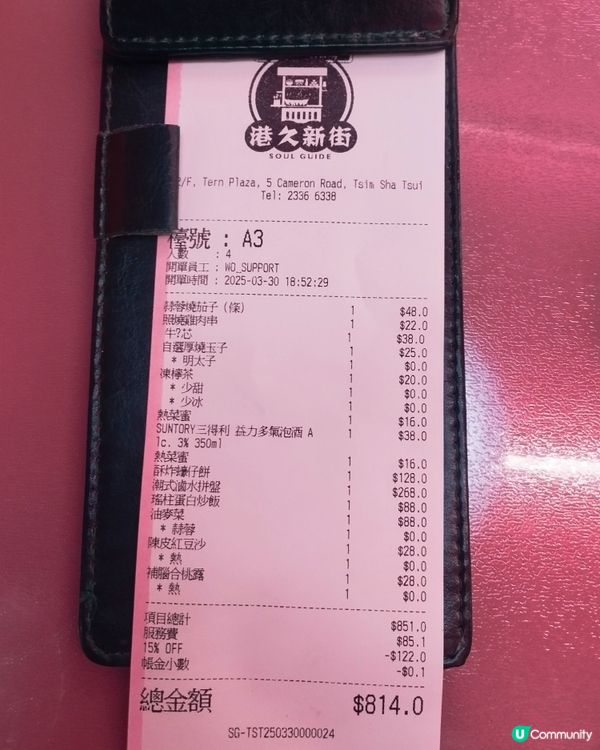 港久新街
SOUL GUIDE
2/F, Tern Plaza, 5 Cameron Road, Tsim Sha Tsui
Tel: 2336 6338
檯號 : A3
人數 : 4
開單員工 : WD_SUPPORT
開單時間 : 2025-03-30 18:52:29
蒜蓉燒茄子(條) 1 $48.0
照燒雞肉串 1 $22.0
牛?芯 1 $38.0
自選厚燒玉子 1 $25.0
* 明太子 1 $0.0
凍檸茶 1 $20.0
* 少甜 1 $0.0
* 少冰 1 $0.0
熱菜蜜 1 $16.0
SUNTORY三得利 益力多氣泡酒 A 1 $38.0
lc. 3% 350ml
熱菜蜜 1 $16.0
酥炸蠔仔餅 1 $128.0
潮式滷水拼盤 1 $268.0
瑤柱蛋白炒飯 1 $88.0
油麥菜 1 $88.0
* 蒜蓉 1 $0.0
陳皮紅豆沙 1 $28.0
* 熱 1 $0.0
補腦合桃露 1 $28.0
* 熱 1 $0.0
項目總計 $851.0
服務費 $85.1
15% OFF -$122.0
帳金小數 -$0.1
總金額 $814.0
SG-TST250330000024
U Community